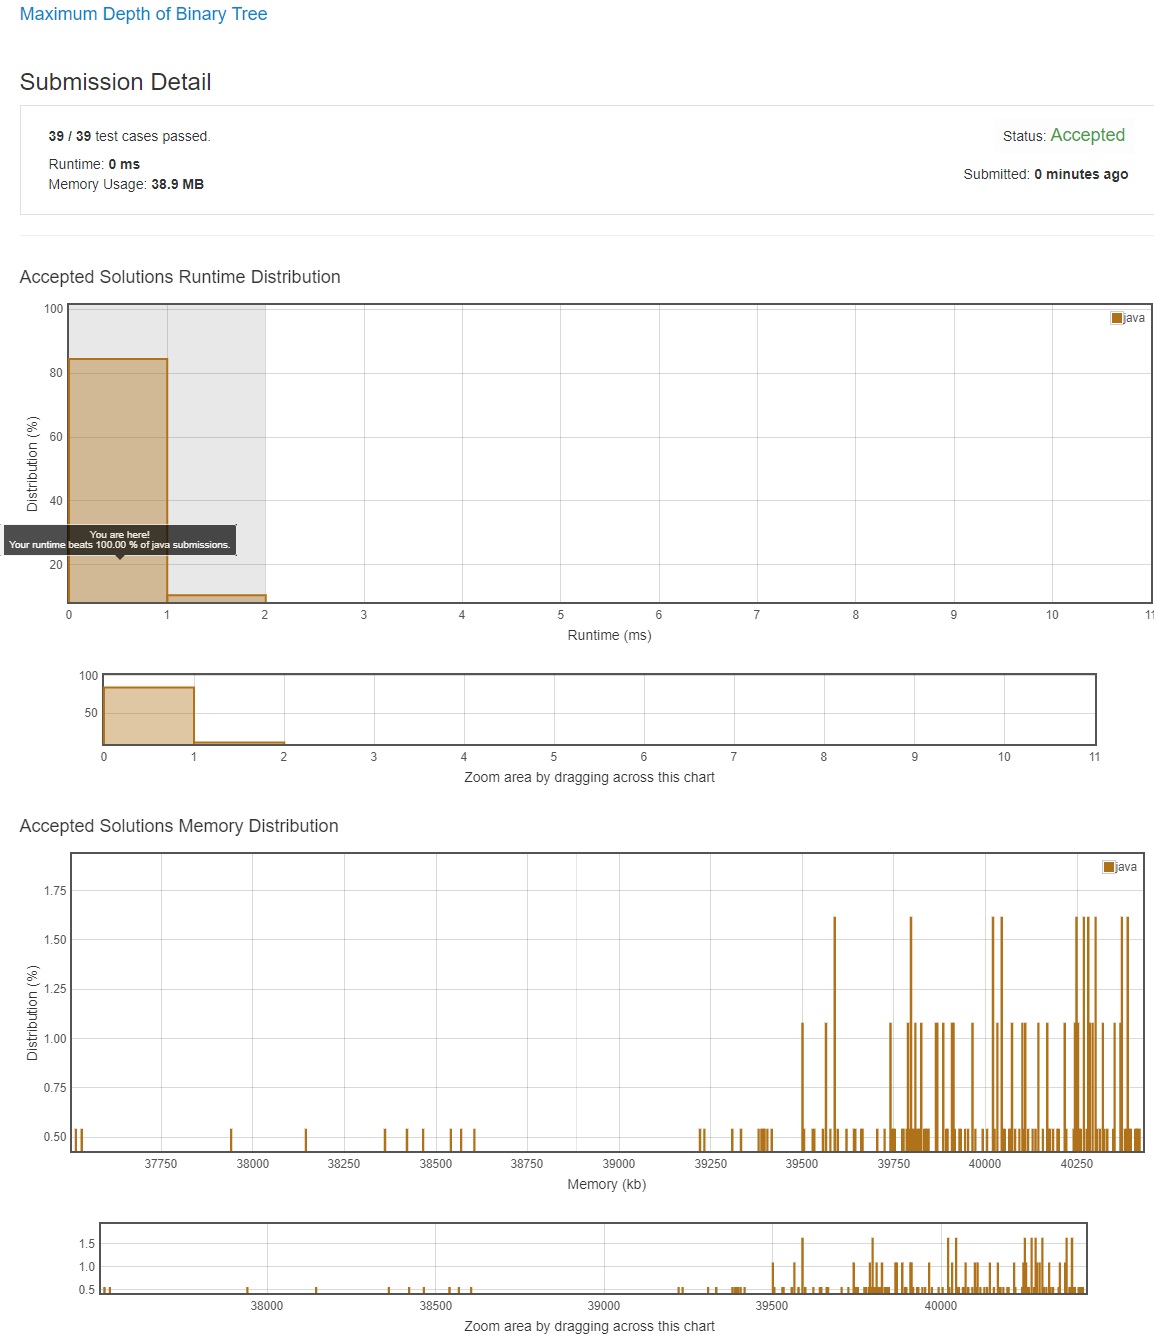 Maximum Depth of Binary Tree
Submission Detail
39 / 39 test cases passed.
Status: Accepted
Runtime: 0 ms
Memory Usage: 38.9 MB
Submitted: 0 minutes ago
Accepted Solutions Runtime Distribution
java
100
80
60
40
20
Distribution (%)
You are here!
Your runtime beats 100.00 % of java submissions.
0 1 2 3 4 5 6 7 8 9 10 11
Runtime (ms)
100
50
0 1 2 3 4 5 6 7 8 9 10 11
Zoom area by dragging across this chart
Accepted Solutions Memory Distribution
java
1.75
1.50
1.25
1.00
0.75
0.50
Distribution (%)
37750 38000 38250 38500 38750 39000 39250 39500 39750 40000 40250
Memory (kb)
1.5
1.0
0.5
38000 38500 39000 39500 40000
Zoom area by dragging across this chart